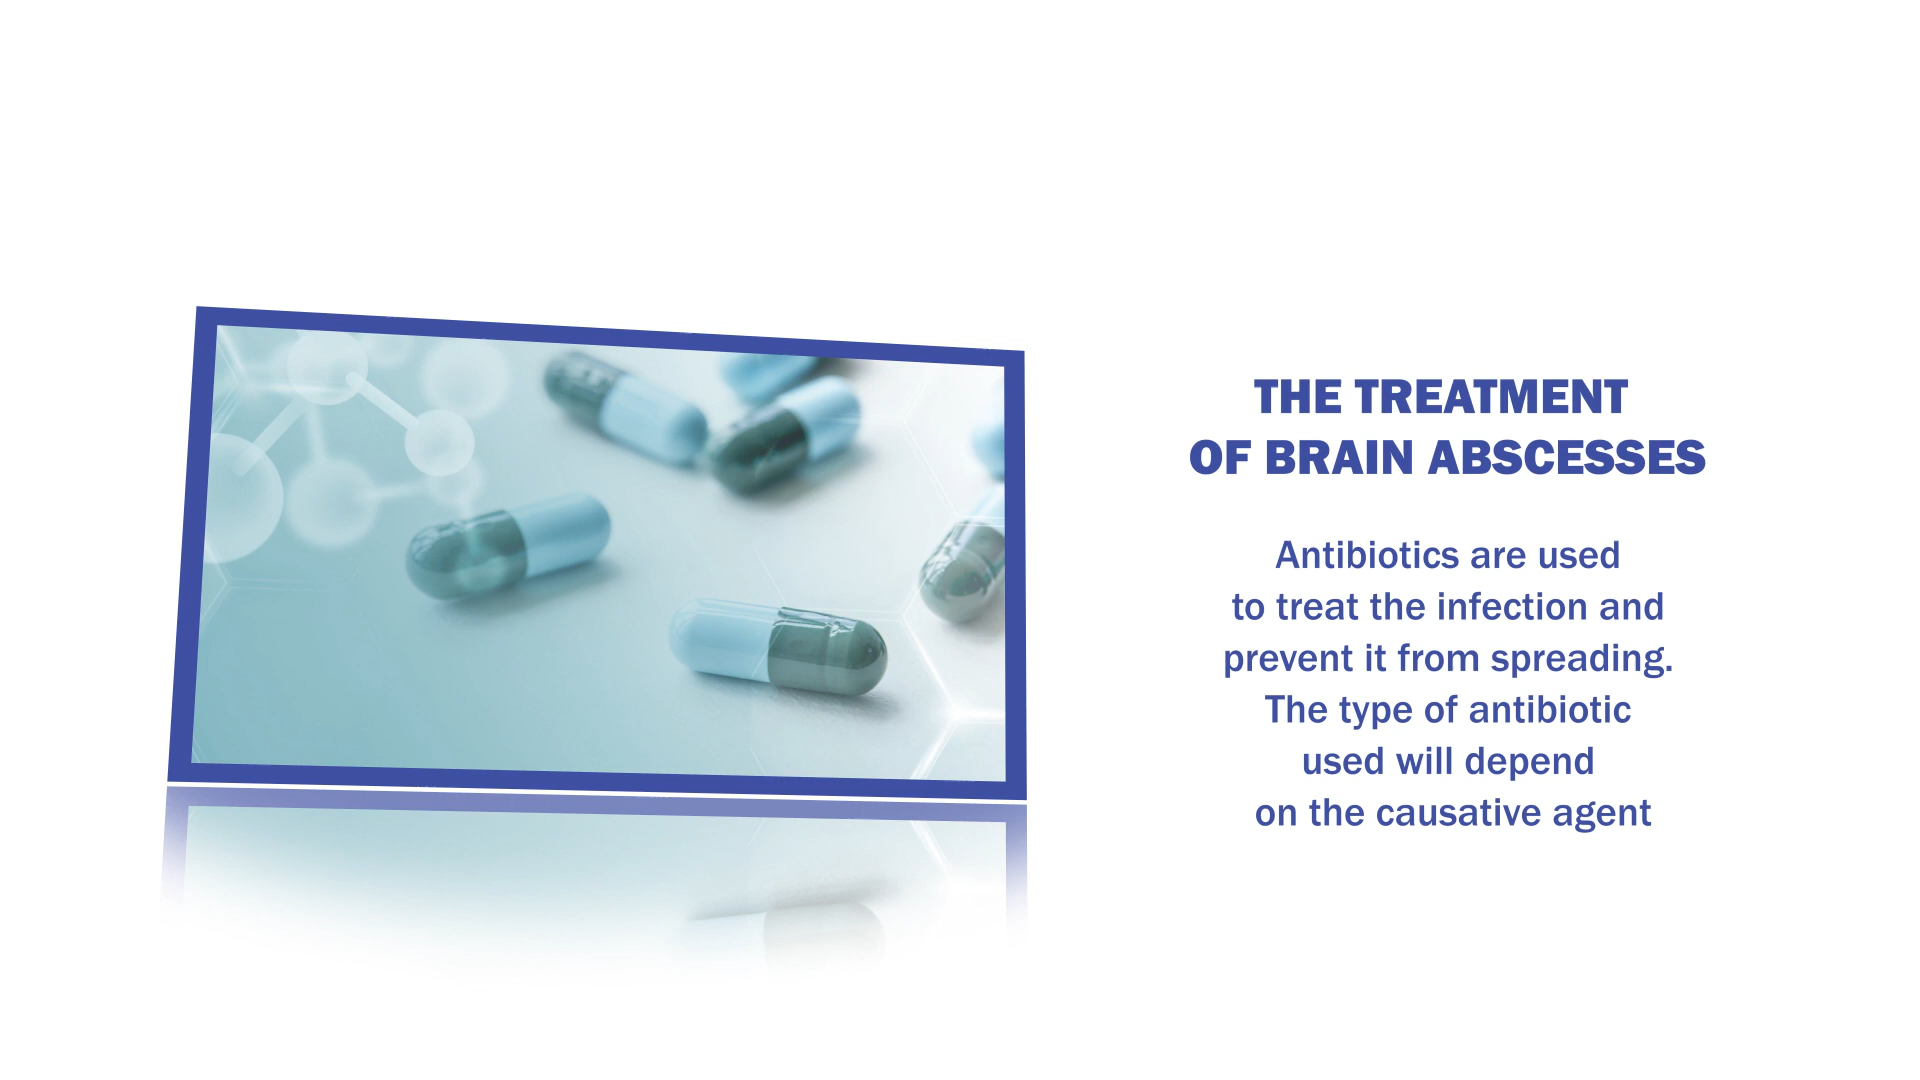 THE TREATMENT
OF BRAIN ABSCESSES
Antibiotics are used
to treat the infection and
prevent it from spreading.
The type of antibiotic
used will depend
on the causative agent